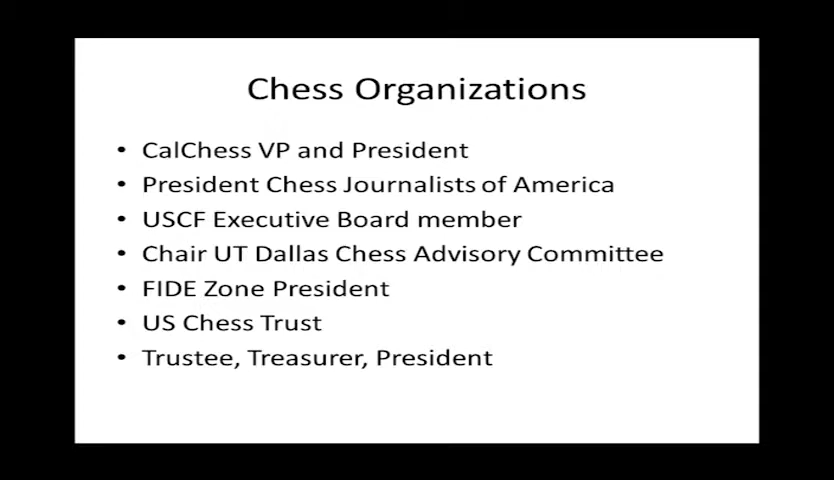 Chess Organizations
• CalChess VP and President
• President Chess Journalists of America
• USCF Executive Board member
• Chair UT Dallas Chess Advisory Committee
• FIDE Zone President
• US Chess Trust
• Trustee, Treasurer, President